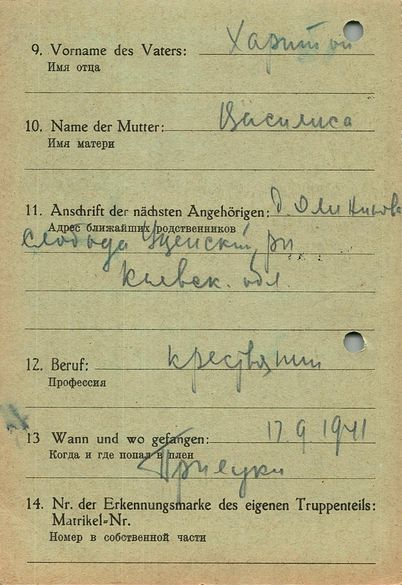 9. Vorname des Vaters: Харитон
Имя отца
10. Name der Mutter: Василиса
Имя матери
11. Anschrift der nächsten Angehörigen: д
Адрес ближайших родственников
слобода рн
Киевск. обл.
12. Beruf: крестянин
Профессия
13 Wann und wo gefangen: 17.9.1941
Когда и где попал в плен
Прилуки
14. Nr. der Erkennungsmarke des eigenen Truppenteils:
Matrikel-Nr.
Номер в собственной части